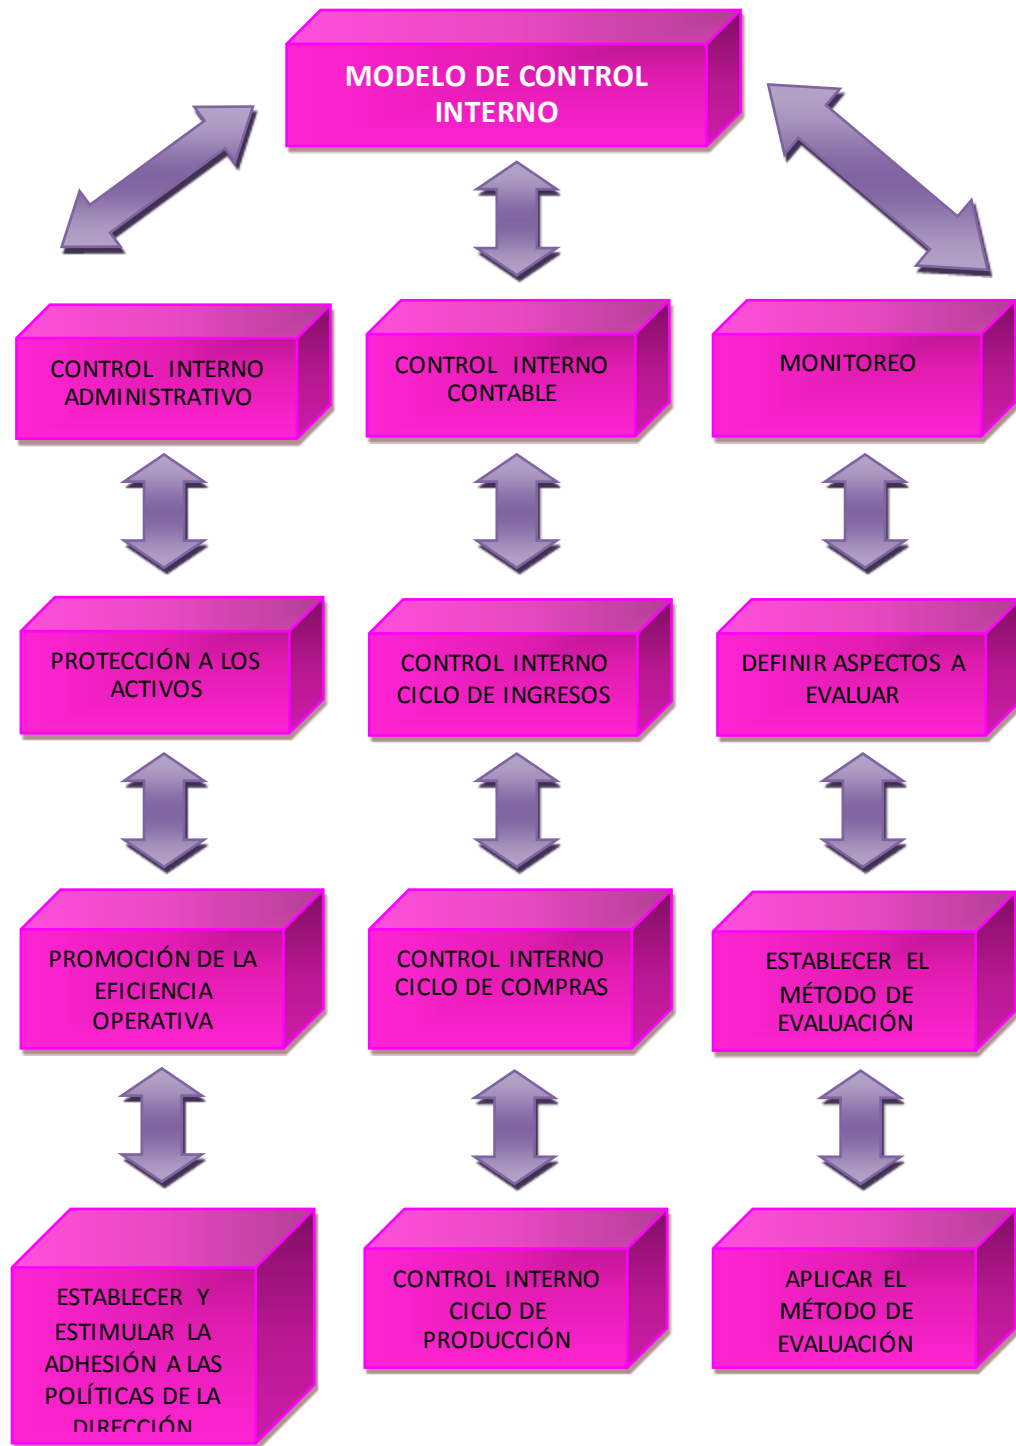 MODELO DE CONTROL
INTERNO
CONTROL INTERNO
ADMINISTRATIVO
CONTROL INTERNO
CONTABLE
MONITOREO
PROTECCIÓN A LOS
ACTIVOS
CONTROL INTERNO
CICLO DE INGRESOS
DEFINIR ASPECTOS A
EVALUAR
PROMOCIÓN DE LA
EFICIENCIA
OPERATIVA
CONTROL INTERNO
CICLO DE COMPRAS
ESTABLECER EL
MÉTODO DE
EVALUACIÓN
ESTABLECER Y
ESTIMULAR LA
ADHESIÓN A LAS
POLÍTICAS DE LA
DIRECCIÓN
CONTROL INTERNO
CICLO DE
PRODUCCIÓN
APLICAR EL
MÉTODO DE
EVALUACIÓN